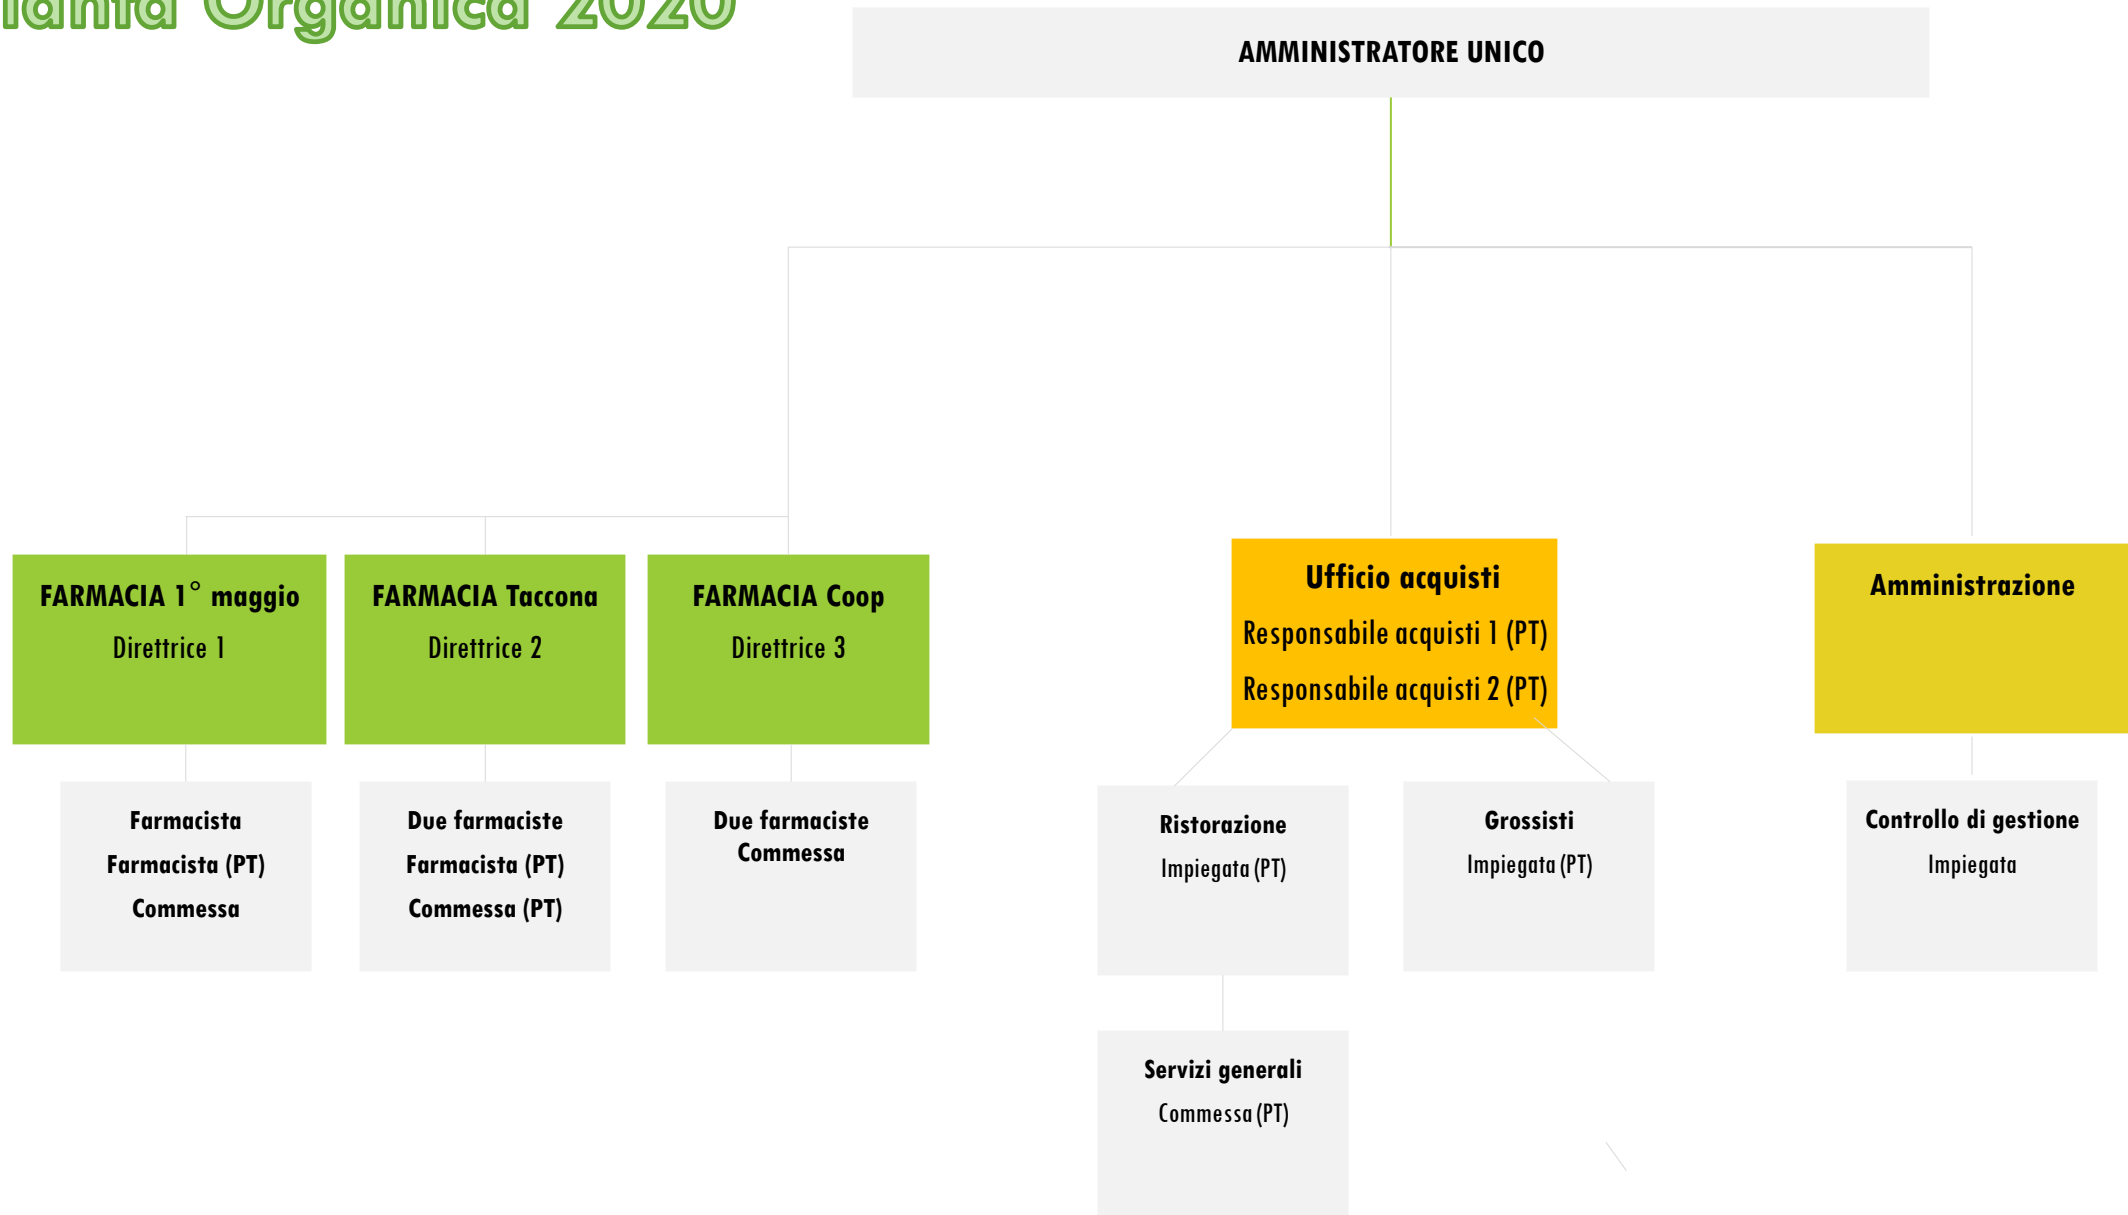 Organica 2020
AMMINISTRATORE UNICO
FARMACIA 1° maggio
Direttrice 1
FARMACIA Taccona
Direttrice 2
FARMACIA Coop
Direttrice 3
Ufficio acquisti
Responsabile acquisti 1 (PT)
Responsabile acquisti 2 (PT)
Amministrazione
Farmacista
Farmacista (PT)
Commessa
Due farmaciste
Farmacista (PT)
Commessa (PT)
Due farmaciste
Commessa
Ristorazione
Impiegata (PT)
Grossisti
Impiegata (PT)
Controllo di gestione
Impiegata
Servizi generali
Commessa (PT)